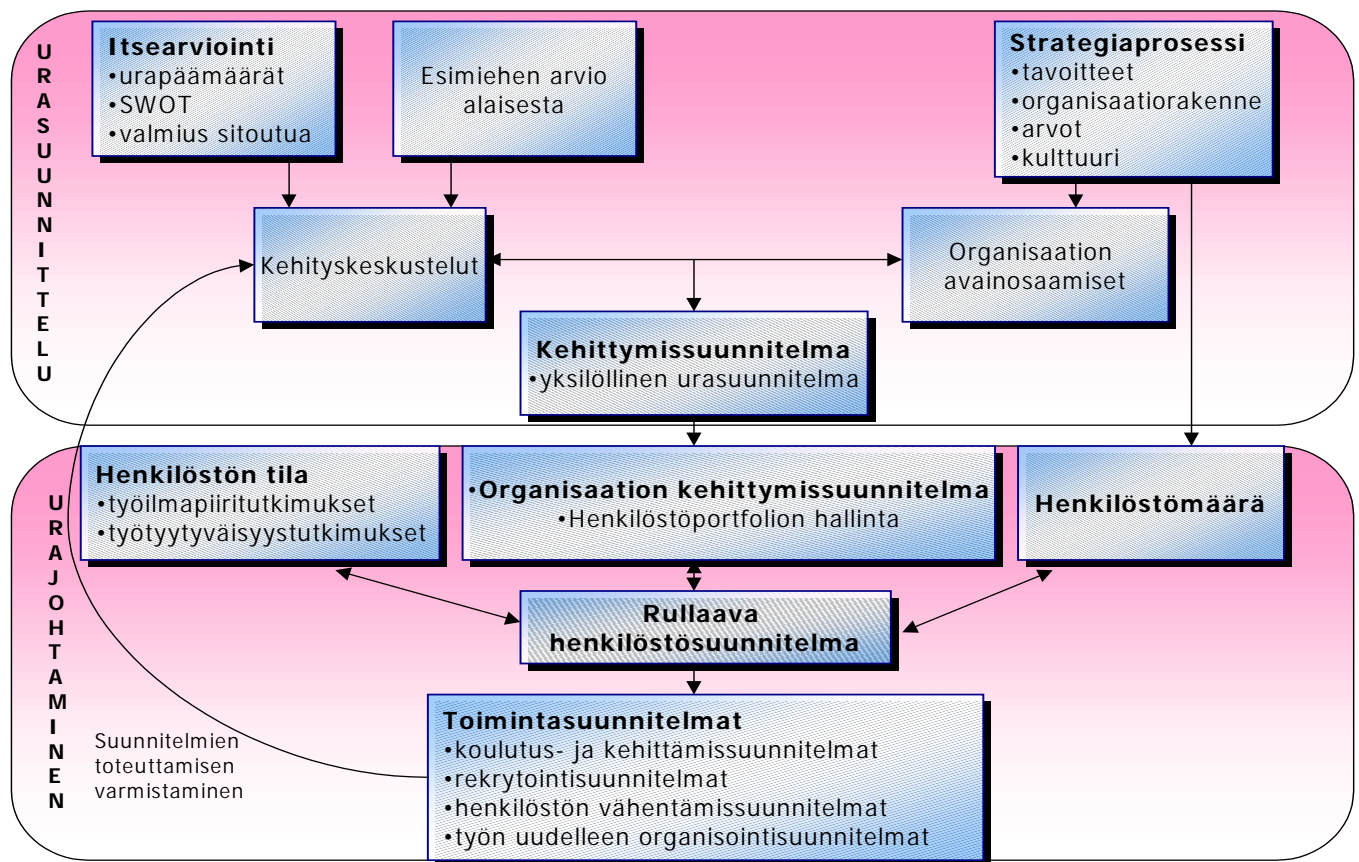 URASUUNNITTELU
Itsearviointi
•urapäämäärät
•SWOT
•valmius sitoutua
Esimiehen arvio
alaisesta
Strategiaprosessi
•tavoitteet
•organisaatiorakenne
•arvot
•kulttuuri
Kehityskeskustelut
Organisaation
avainosaamiset
Kehittymissuunnitelma
•yksilöllinen urasuunnitelma
URAJOHTAMINEN
Henkilöstön tila
•työilmapiiritutkimukset
•työtyytyväisyystutkimukset
•Organisaation kehittymissuunnitelma
•Henkilöstöportfolion hallinta
Henkilöstömäärä
Rullaava
henkilöstösuunnitelma
Suunnitelmien
toteuttamisen
varmistaminen
Toimintasuunnitelmat
•koulutus- ja kehittämissuunnitelmat
•rekrytointisuunnitelmat
•henkilöstön vähentämissuunnitelmat
•työn uudelleen organisointisuunnitelmat